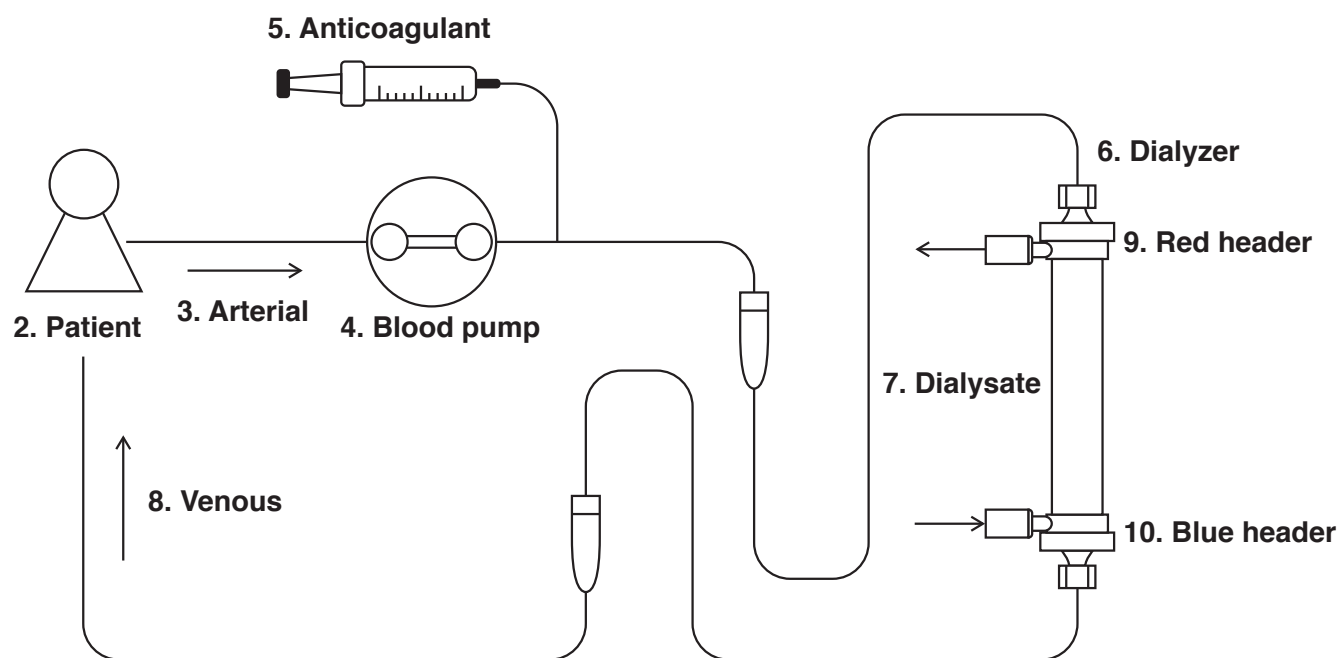 5. Anticoagulant
6. Dialyzer
9. Red header
3. Arterial
2. Patient
4. Blood pump
7. Dialysate
8. Venous
10. Blue header